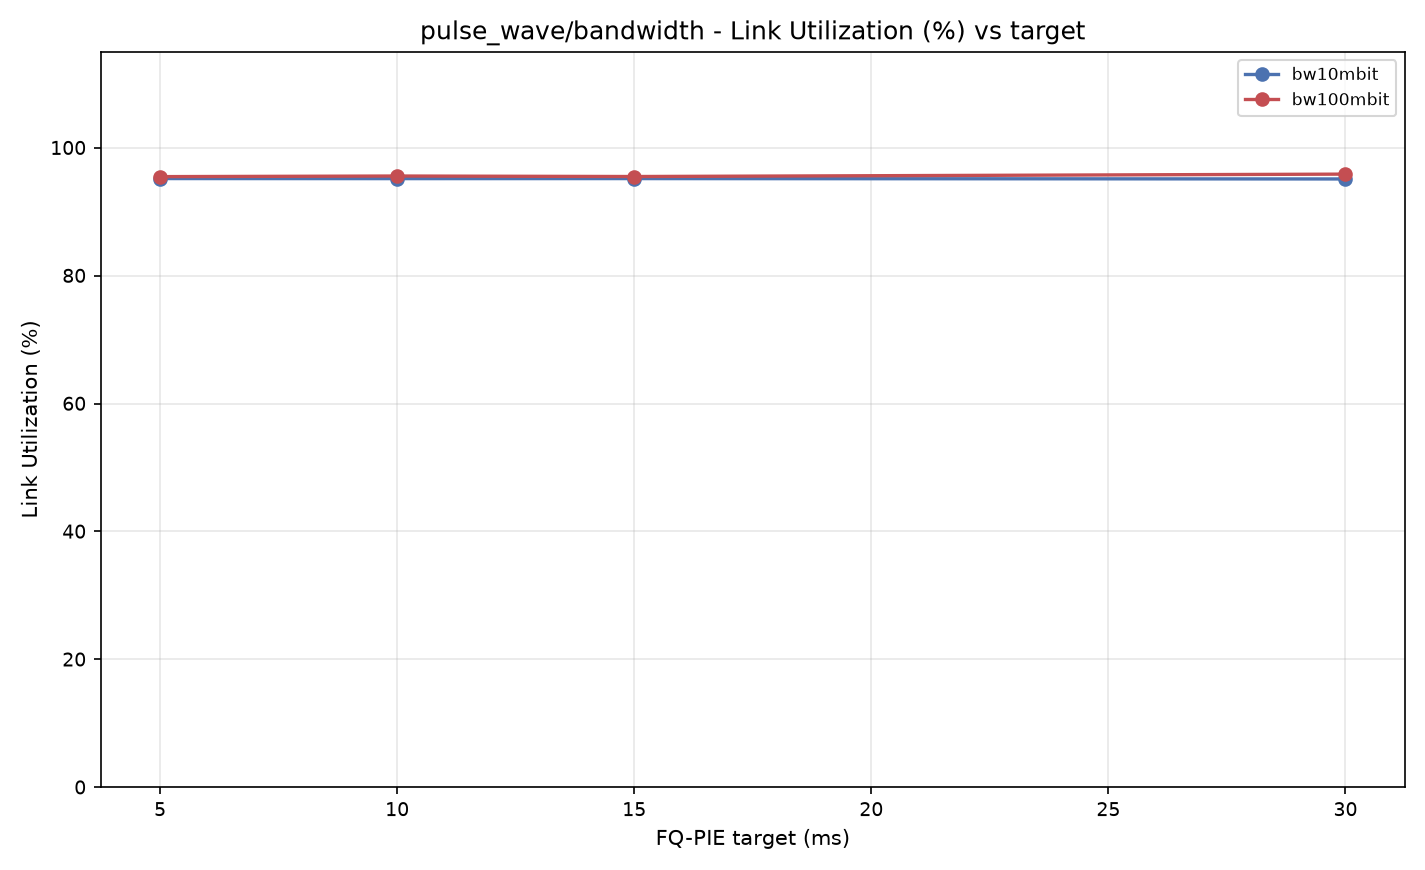 pulse_wave/bandwidth - Link Utilization (%) vs target
bw10mbit
bw100mbit
100
80
60
40
20
0
Link Utilization (%)
5 10 15 20 25 30
FQ-PIE target (ms)